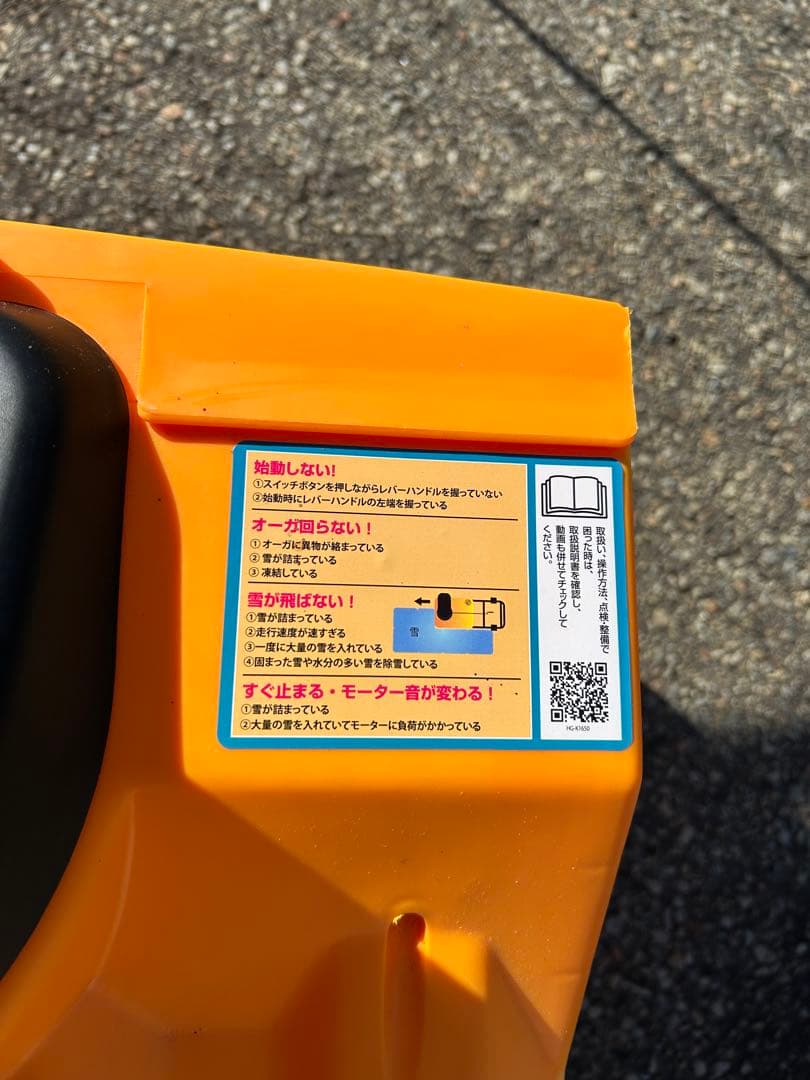 始動しない!
①スイッチボタンを押しながらレバーハンドルを握っていない
②始動時にレバーハンドルの左端を握っている
オーガ回らない！
①オーガに異物が絡まっている
②雪が詰まっている
③凍結している
雪が飛ばない！
①雪が詰まっている
②走行速度が速すぎる
③一度に大量の雪を入れている
④固まった雪や水分の多い雪を除雪している
雪
すぐ止まる・モーター音が変わる！
①雪が詰まっている
②大量の雪を入れていてモーターに負荷がかかっている
取扱い、操作方法、点検・整備で
困った時は、
取扱説明書を確認し、
動画も併せてチェックして
ください。
HG-K1650